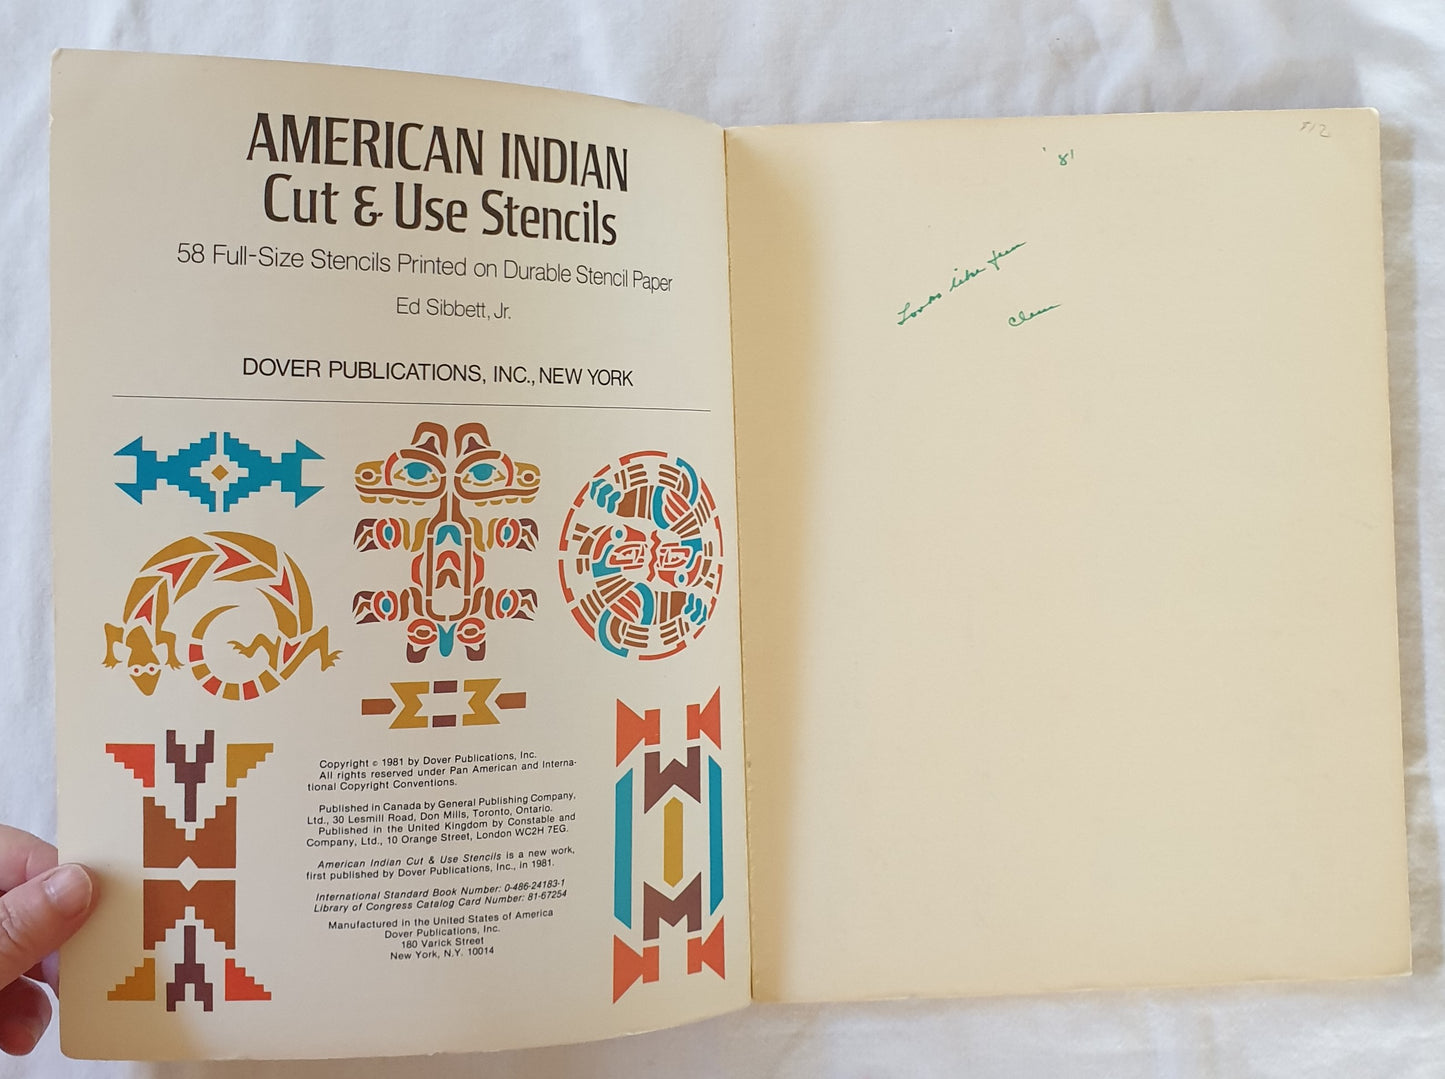 AMERICAN INDIAN
Cut & Use Stencils
58 Full-Size Stencils Printed on Durable Stencil Paper
Ed Sibbett, Jr.
DOVER PUBLICATIONS, INC., NEW YORK
Copyright © 1981 by Dover Publications, Inc.
All rights reserved under Pan American and Interna-
tional Copyright Conventions.
Published in Canada by General Publishing Company,
Ltd., 30 Lesmill Road, Don Mills, Toronto, Ontario.
Published in the United Kingdom by Constable and
Company, Ltd., 10 Orange Street, London WC2H 7EG.
American Indian Cut & Use Stencils is a new work,
first published by Dover Publications, Inc., in 1981.
International Standard Book Number: 0-486-24183-1
Library of Congress Catalog Card Number: 81-67254
Manufactured in the United States of America
Dover Publications, Inc.
180 Varick Street
New York, N.Y. 10014
'81
Looks like fun